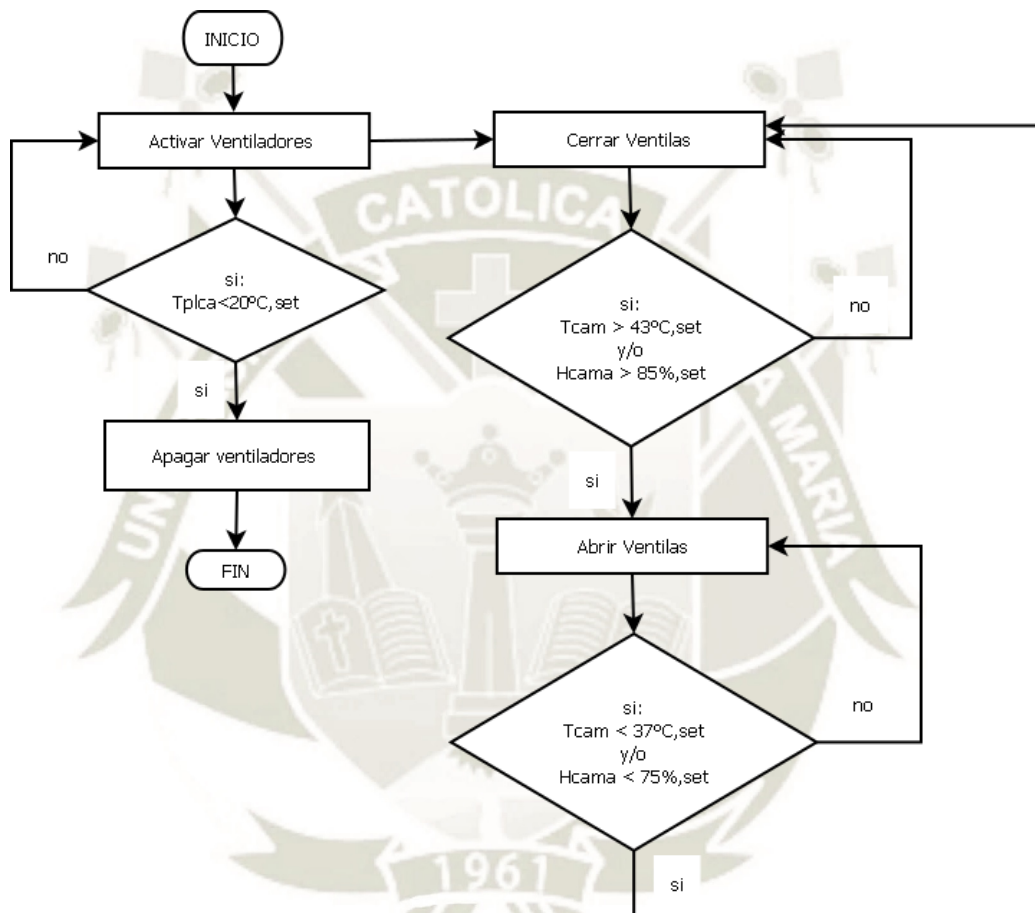 INICIO
Activar Ventiladores
no
si:
Tplca<20ºC,set
si
Apagar ventiladores
FIN
Cerrar Ventilas
si:
Tcam > 43ºC,set
y/o
Hcama > 85%,set
no
si
Abrir Ventilas
si:
Tcam < 37ºC,set
y/o
Hcama < 75%,set
no
si
CATOLICA
MARIA
1961